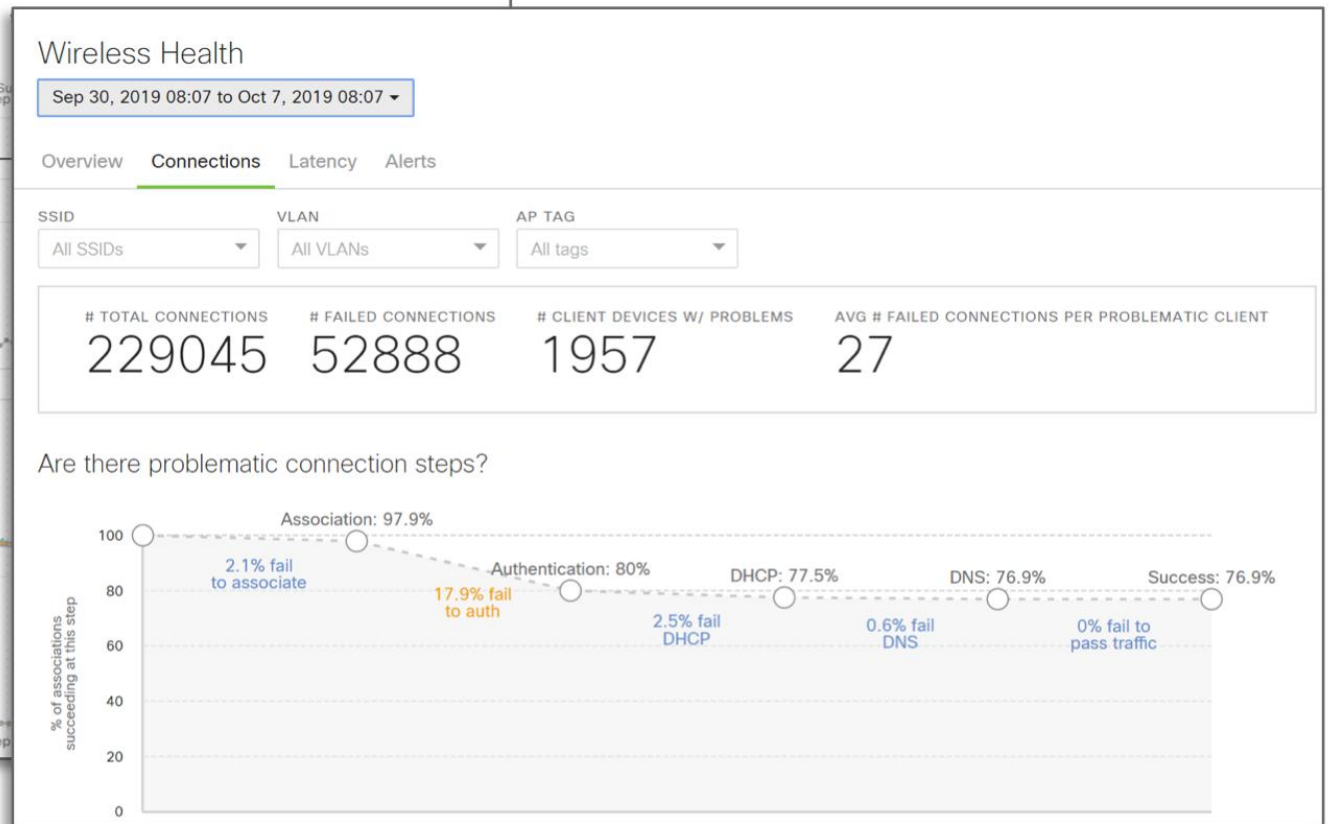 Wireless Health
Sep 30, 2019 08:07 to Oct 7, 2019 08:07
Overview Connections Latency Alerts
SSID VLAN AP TAG
All SSIDs All VLANs All tags
# TOTAL CONNECTIONS # FAILED CONNECTIONS # CLIENT DEVICES W/ PROBLEMS AVG # FAILED CONNECTIONS PER PROBLEMATIC CLIENT
229045 52888 1957 27
Are there problematic connection steps?
% of associations
succeeding at this step
100
80
60
40
20
0
Association: 97.9%
Authentication: 80%
DHCP: 77.5%
DNS: 76.9%
Success: 76.9%
2.1% fail
to associate
17.9% fail
to auth
2.5% fail
DHCP
0.6% fail
DNS
0% fail to
pass traffic